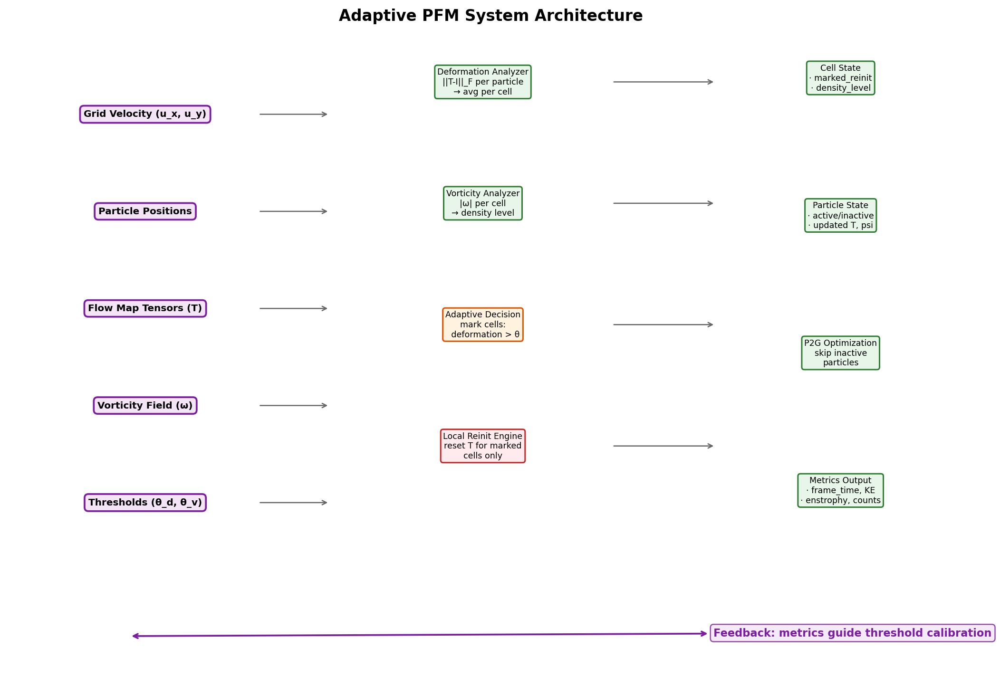 Adaptive PFM System Architecture
Grid Velocity (u_x, u_y)
Particle Positions
Flow Map Tensors (T)
Vorticity Field (ω)
Thresholds (θ_d, θ_v)
Deformation Analyzer
||T-I||_F per particle
→ avg per cell
Vorticity Analyzer
|ω| per cell
→ density level
Adaptive Decision
mark cells:
deformation > θ
Local Reinit Engine
reset T for marked
cells only
Cell State
· marked_reinit
· density_level
Particle State
· active/inactive
· updated T, psi
P2G Optimization
skip inactive
particles
Metrics Output
· frame_time, KE
· enstrophy, counts
Feedback: metrics guide threshold calibration